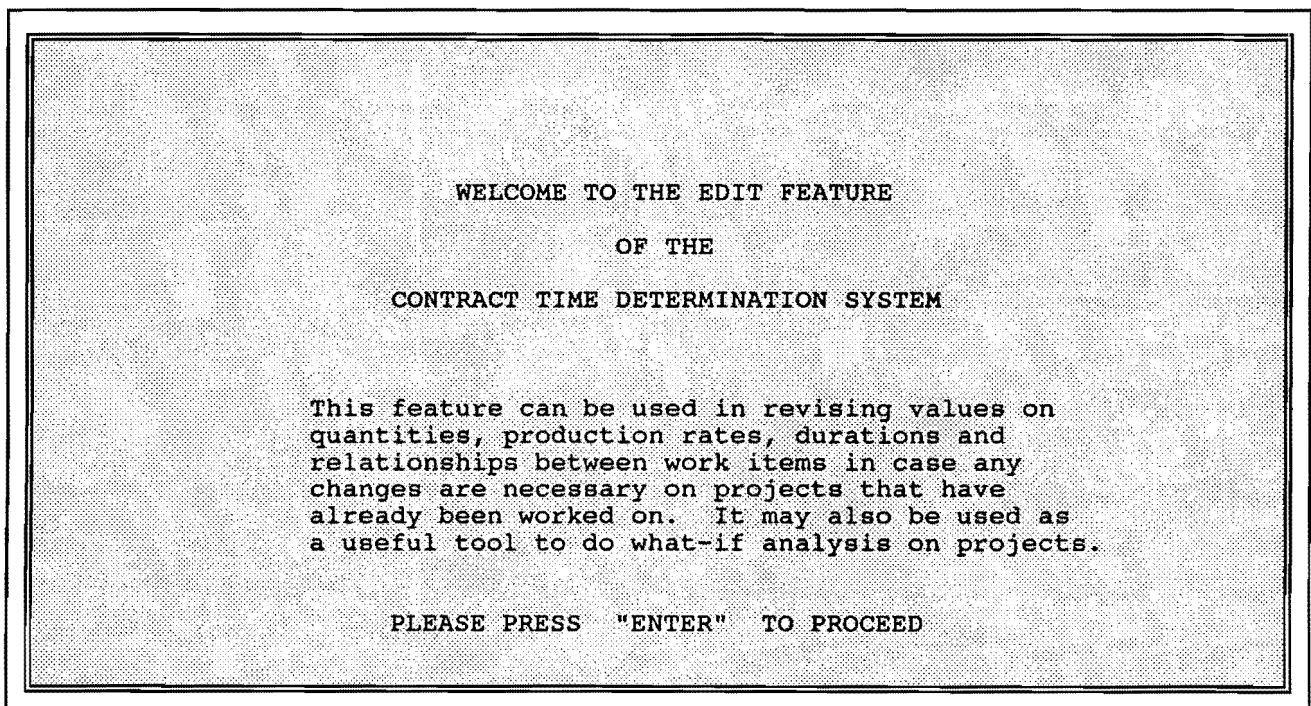 WELCOME TO THE EDIT FEATURE
OF THE
CONTRACT TIME DETERMINATION SYSTEM
This feature can be used in revising values on
quantities, production rates, durations and
relationships between work items in case any
changes are necessary on projects that have
already been worked on. It may also be used as
a useful tool to do what-if analysis on projects.
PLEASE PRESS "ENTER" TO PROCEED